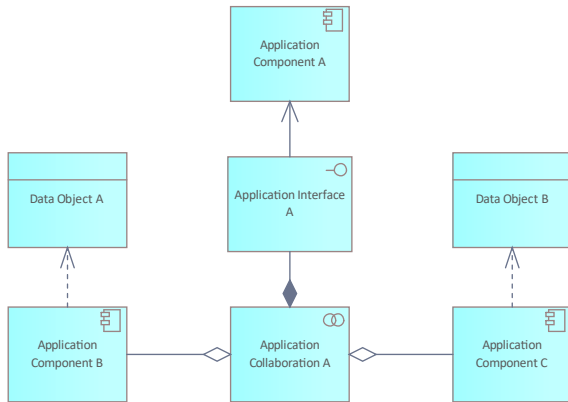 Application
Component A
Data Object A
Application Interface
A
Data Object B
Application
Component B
Application
Collaboration A
Application
Component C